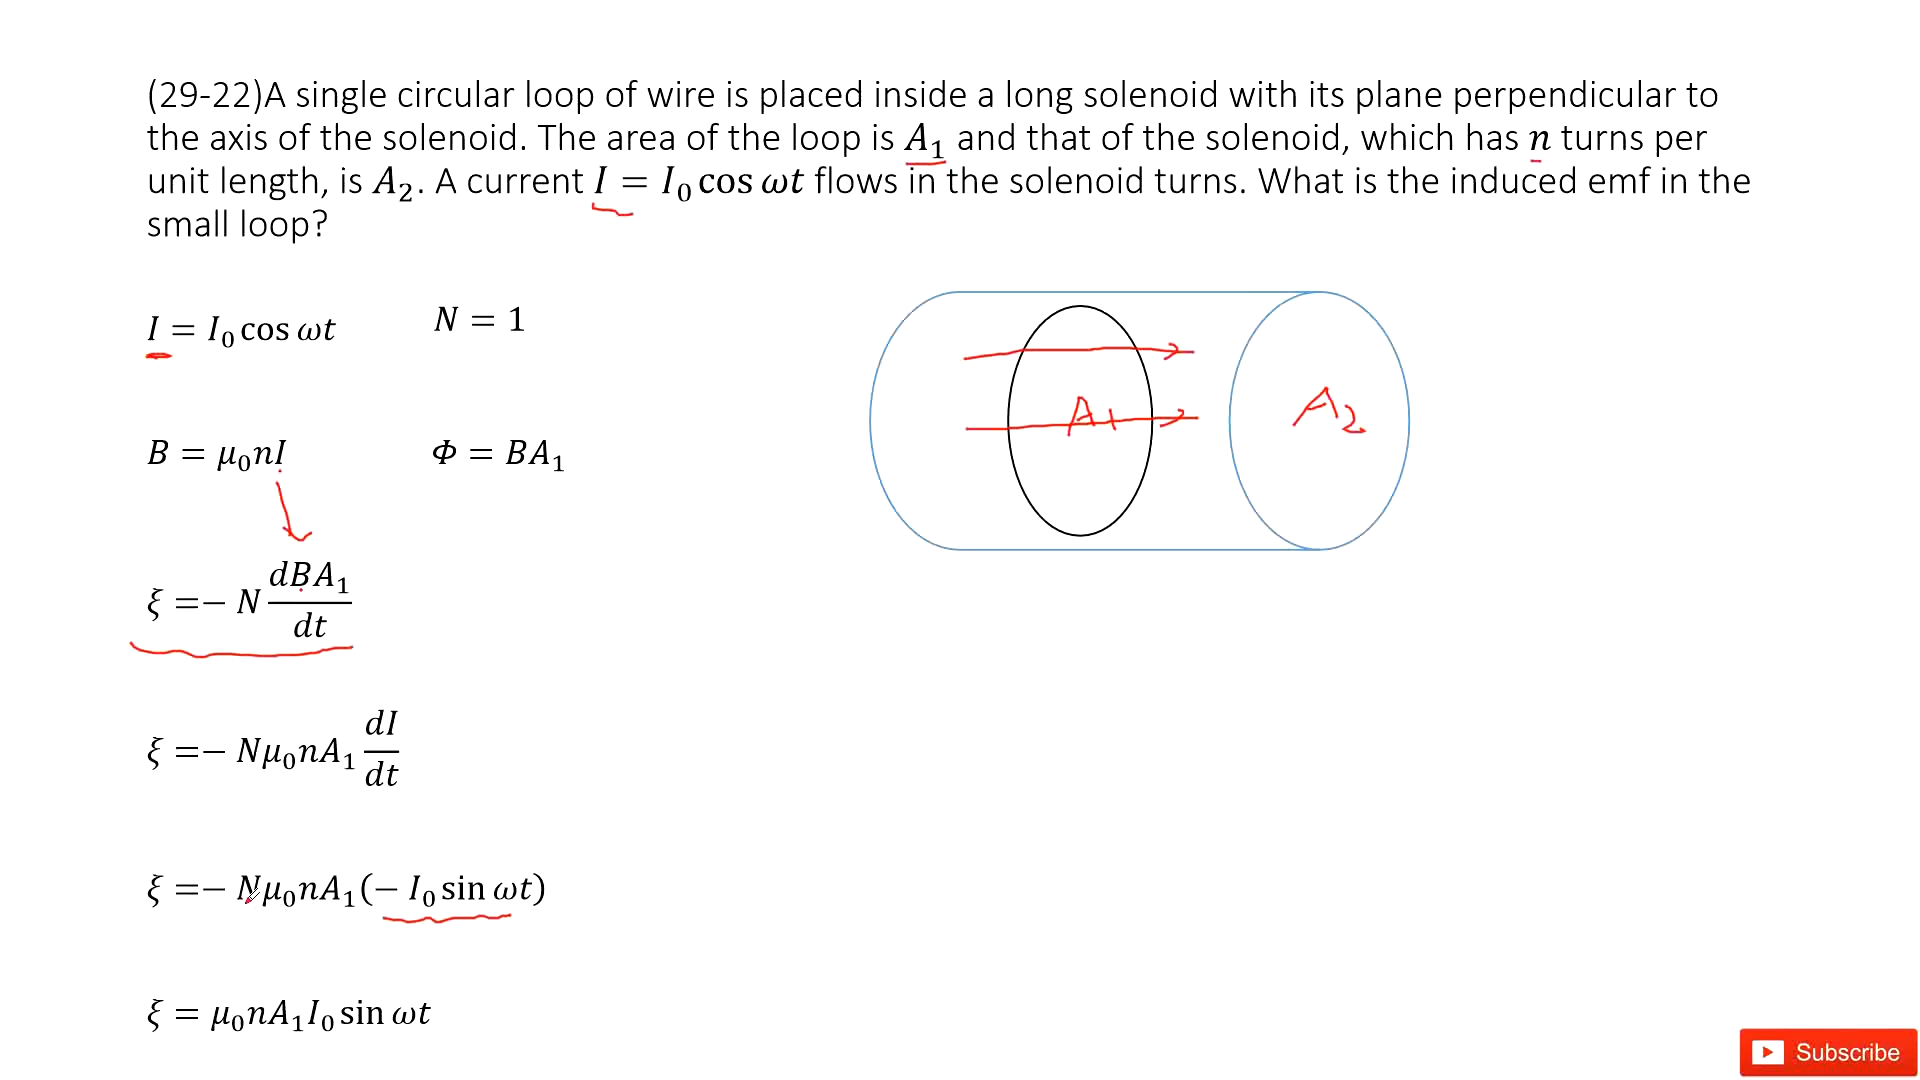 (29-22)A single circular loop of wire is placed inside a long solenoid with its plane perpendicular to
the axis of the solenoid. The area of the loop is A₁ and that of the solenoid, which has n turns per
unit length, is A₂. A current I = I₀ cos ωt flows in the solenoid turns. What is the induced emf in the
small loop?
I = I₀ cos ωt
N = 1
B = μ₀nI
Φ = BA₁
ξ =− N dBA₁/dt
ξ =− Nμ₀nA₁ dI/dt
ξ =− Nμ₀nA₁(− I₀ sin ωt)
ξ = μ₀nA₁I₀ sin ωt
A₁
A₂
Subscribe